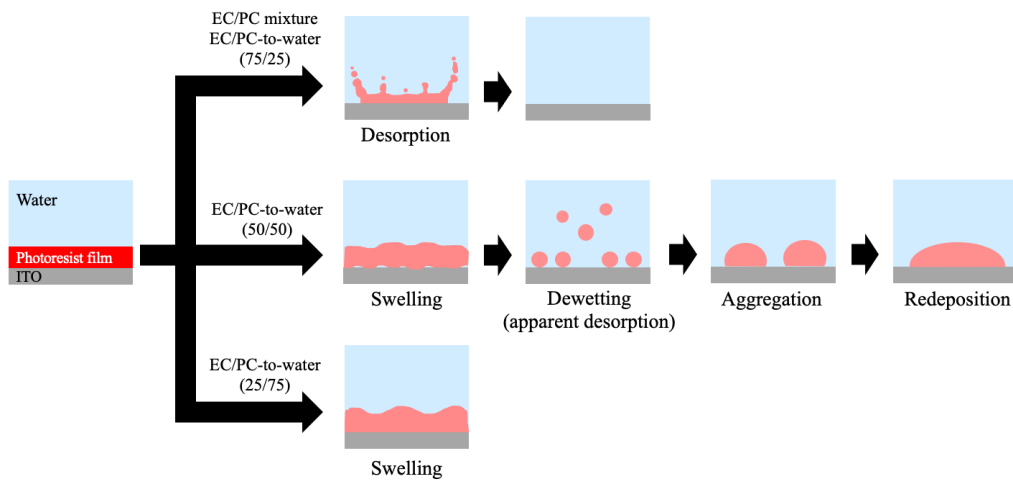 EC/PC mixture
EC/PC-to-water
(75/25)
Desorption
Water
Photoresist film
ITO
EC/PC-to-water
(50/50)
Swelling
Dewetting
(apparent desorption)
Aggregation
Redeposition
EC/PC-to-water
(25/75)
Swelling